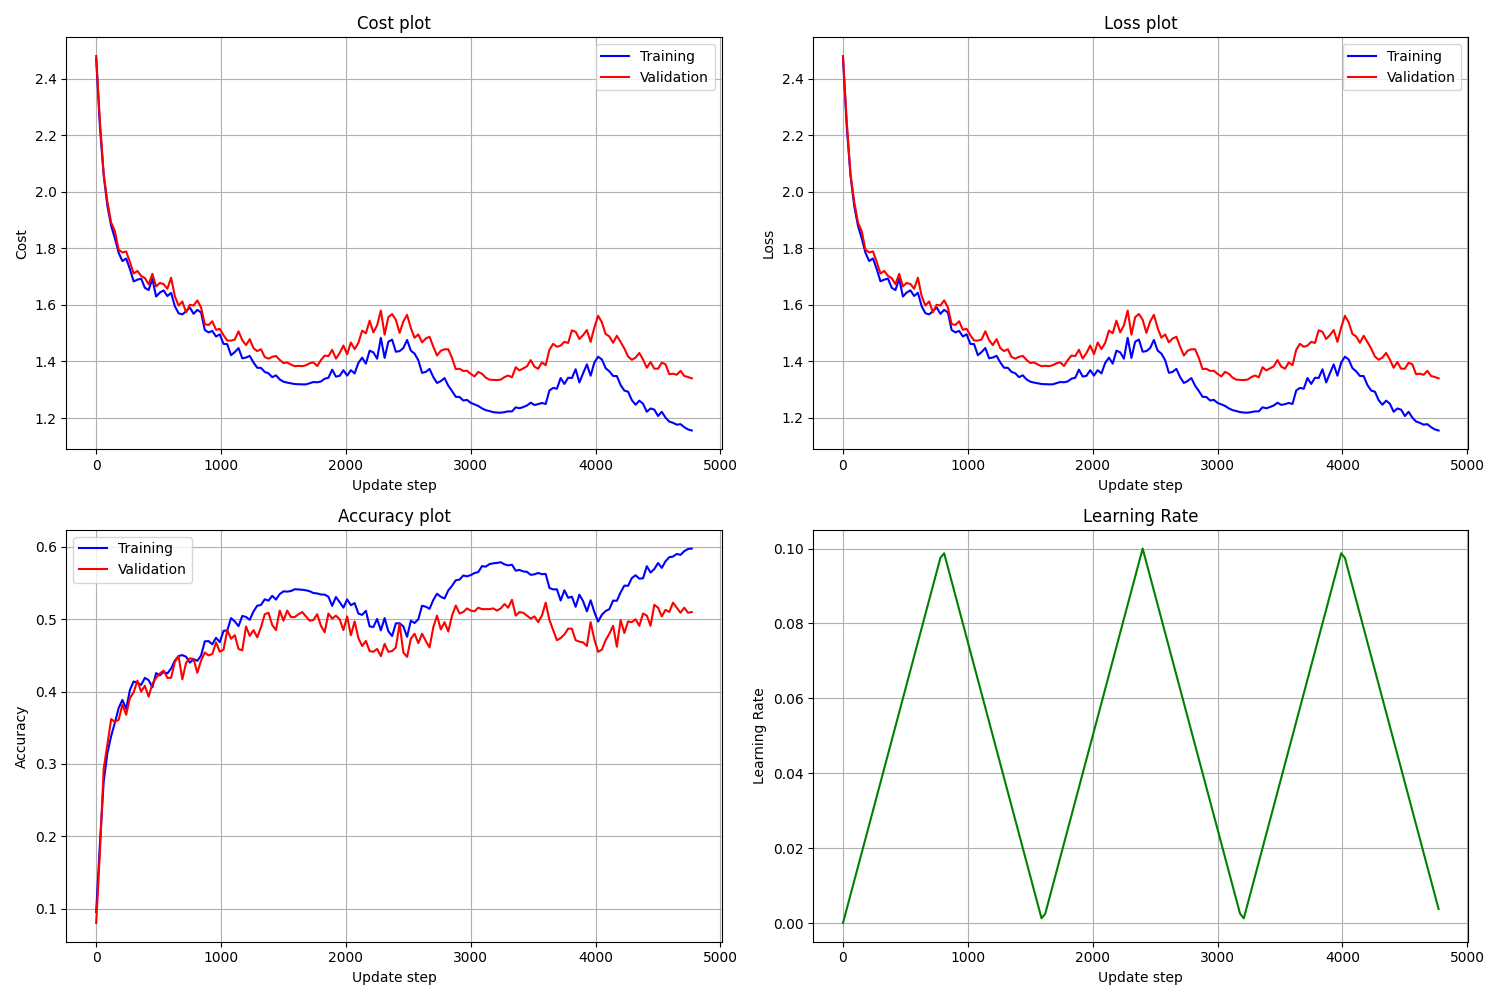 Cost plot
Training
Validation
Cost
2.4
2.2
2.0
1.8
1.6
1.4
1.2
0 1000 2000 3000 4000 5000
Update step
Loss plot
Training
Validation
Loss
2.4
2.2
2.0
1.8
1.6
1.4
1.2
0 1000 2000 3000 4000 5000
Update step
Accuracy plot
Training
Validation
Accuracy
0.6
0.5
0.4
0.3
0.2
0.1
0 1000 2000 3000 4000 5000
Update step
Learning Rate
Learning Rate
0.10
0.08
0.06
0.04
0.02
0.00
0 1000 2000 3000 4000 5000
Update step